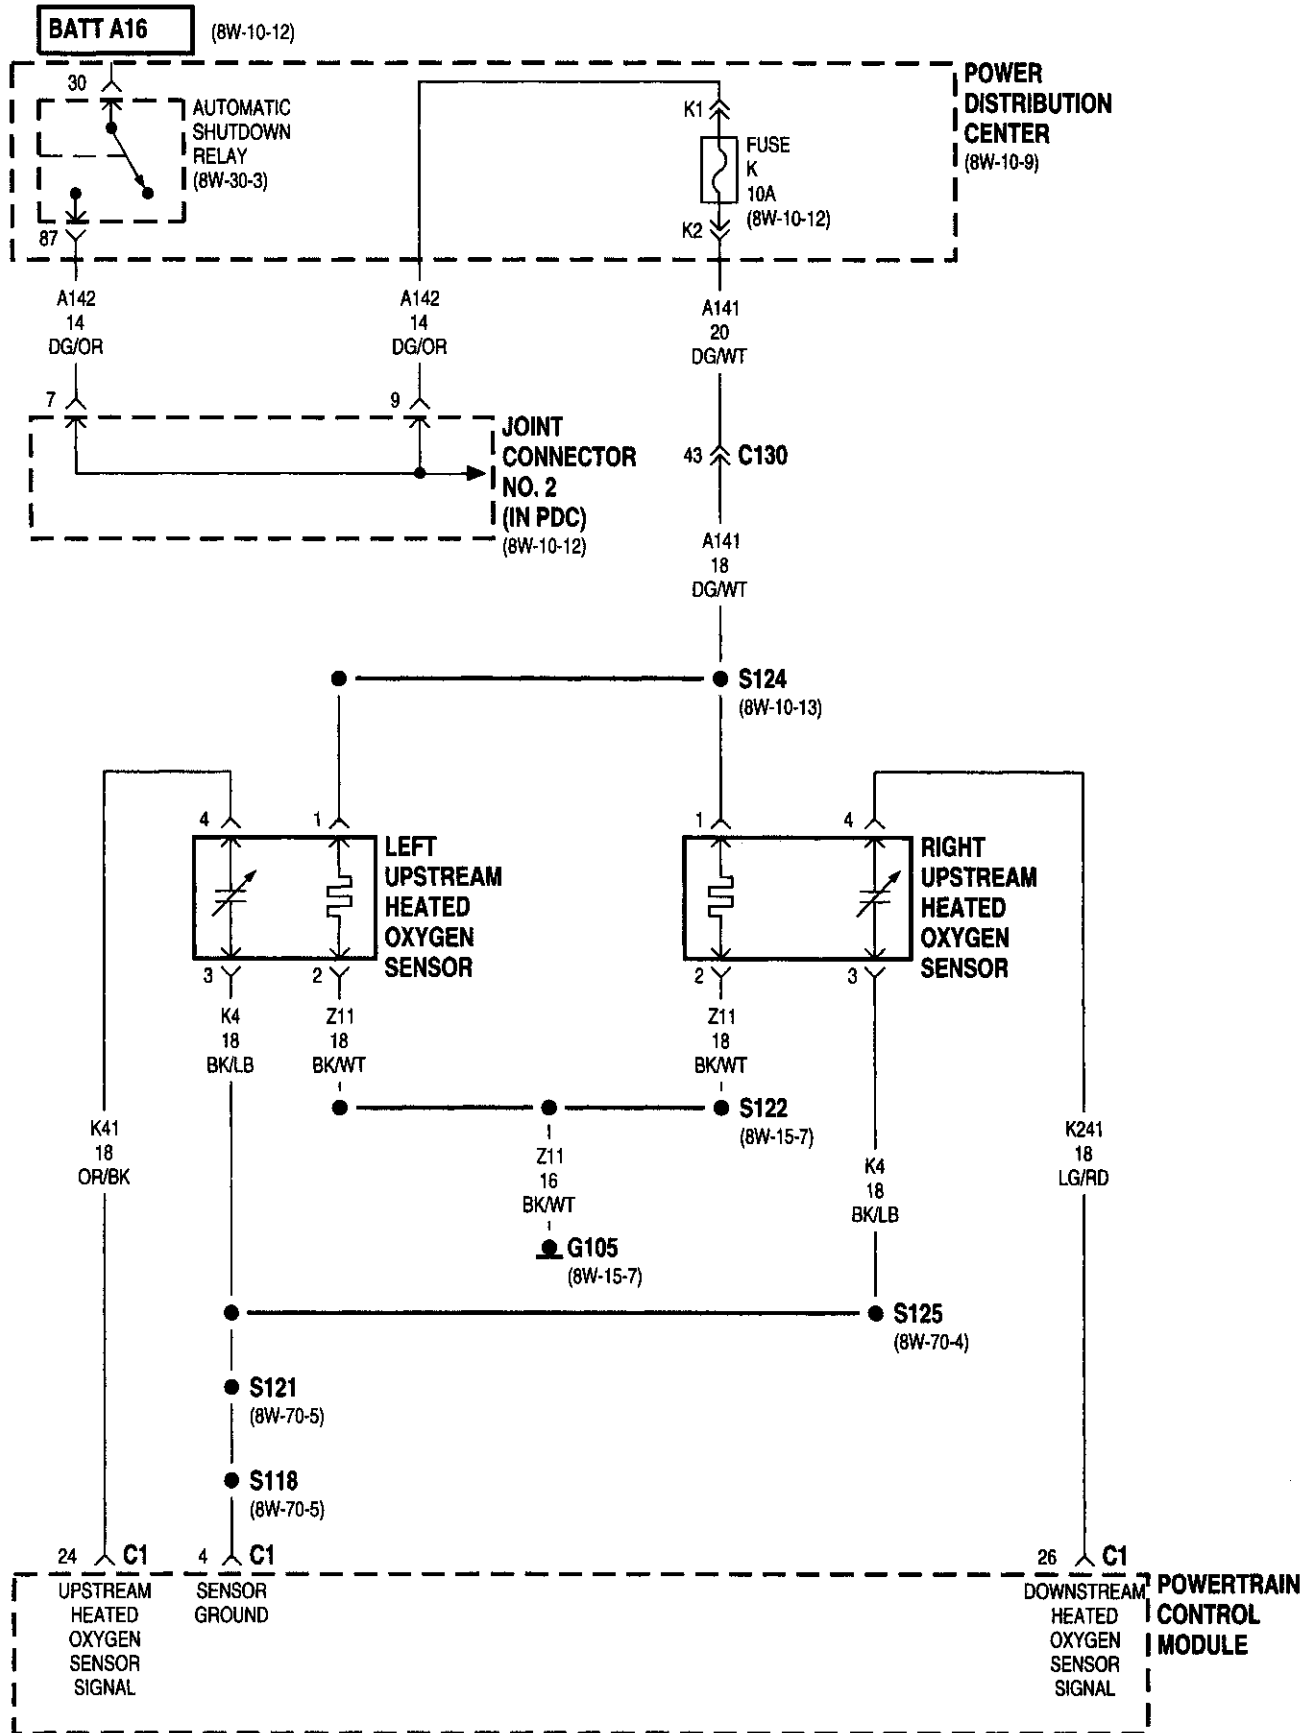 BATT A16
(8W-10-12)
30
AUTOMATIC
SHUTDOWN
RELAY
(8W-30-3)
87
K1
FUSE
K
10A
(8W-10-12)
K2
POWER
DISTRIBUTION
CENTER
(8W-10-9)
A142
14
DG/OR
A142
14
DG/OR
A141
20
DG/WT
7
9
JOINT
CONNECTOR
NO. 2
(IN PDC)
(8W-10-12)
43
C130
A141
18
DG/WT
S124
(8W-10-13)
4
1
LEFT
UPSTREAM
HEATED
OXYGEN
SENSOR
3
2
1
4
RIGHT
UPSTREAM
HEATED
OXYGEN
SENSOR
2
3
K4
18
BK/LB
Z11
18
BK/WT
Z11
18
BK/WT
S122
(8W-15-7)
K41
18
OR/BK
Z11
16
BK/WT
K4
18
BK/LB
K241
18
LG/RD
G105
(8W-15-7)
S125
(8W-70-4)
S121
(8W-70-5)
S118
(8W-70-5)
24
C1
4
C1
26
C1
UPSTREAM
HEATED
OXYGEN
SENSOR
SIGNAL
SENSOR
GROUND
DOWNSTREAM
HEATED
OXYGEN
SENSOR
SIGNAL
POWERTRAIN
CONTROL
MODULE